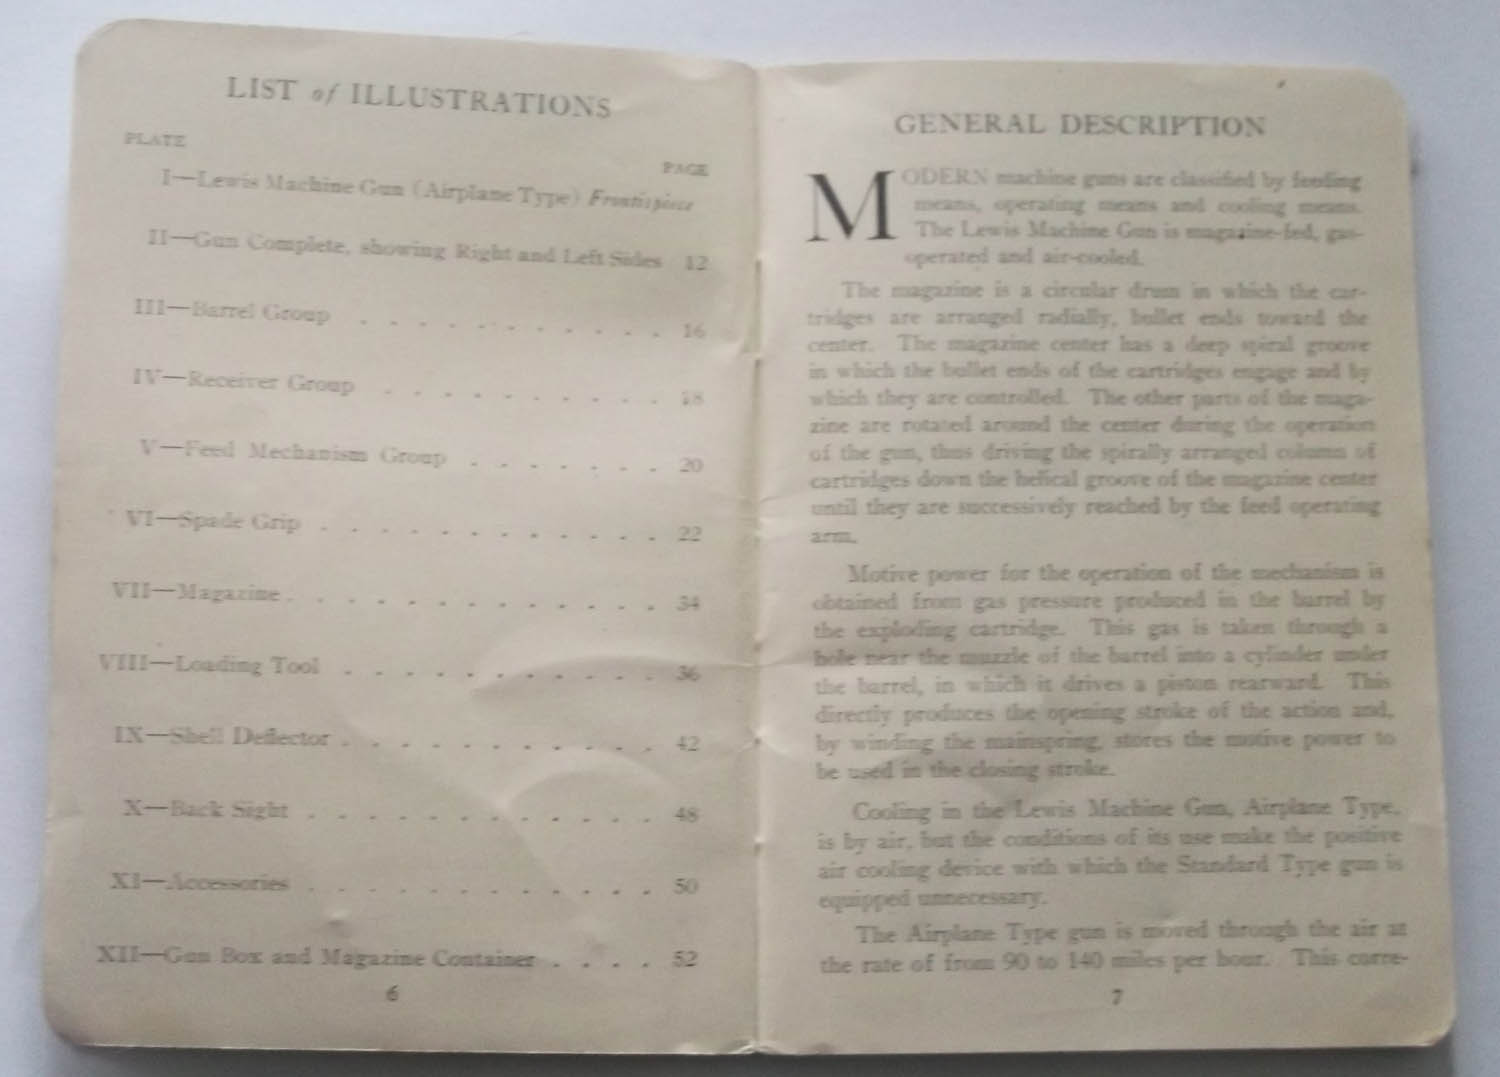 LIST of ILLUSTRATIONS
PLATE
PAGE
I—Lewis Machine Gun (Airplane Type) Frontispiece
II—Gun Complete, showing Right and Left Sides 12
III—Barrel Group . . . . . . . . . . . 16
IV—Receiver Group . . . . . . . . . . 18
V—Feed Mechanism Group . . . . . . . 20
VI—Spade Grip . . . . . . . . . . . . 22
VII—Magazine . . . . . . . . . . . . . 34
VIII—Loading Tool . . . . . . . . . . . 36
IX—Shell Deflector . . . . . . . . . . . 42
X—Back Sight . . . . . . . . . . . . 48
XI—Accessories . . . . . . . . . . . . 50
XII—Gun Box and Magazine Container . . . . 52
6
GENERAL DESCRIPTION
MODERN machine guns are classified by feeding
means, operating means and cooling means.
The Lewis Machine Gun is magazine-fed, gas-
operated and air-cooled.
The magazine is a circular drum in which the car-
tridges are arranged radially, bullet ends toward the
center. The magazine center has a deep spiral groove
in which the bullet ends of the cartridges engage and by
which they are controlled. The other parts of the maga-
zine are rotated around the center during the operation
of the gun, thus driving the spirally arranged column of
cartridges down the helical groove of the magazine center
until they are successively reached by the feed operating
arm.
Motive power for the operation of the mechanism is
obtained from gas pressure produced in the barrel by
the exploding cartridge. This gas is taken through a
hole near the muzzle of the barrel into a cylinder under
the barrel, in which it drives a piston rearward. This
directly produces the opening stroke of the action and,
by winding the mainspring, stores the motive power to
be used in the closing stroke.
Cooling in the Lewis Machine Gun, Airplane Type,
is by air, but the conditions of its use make the positive
air cooling device with which the Standard Type gun is
equipped unnecessary.
The Airplane Type gun is moved through the air at
the rate of from 90 to 140 miles per hour. This corre-
7